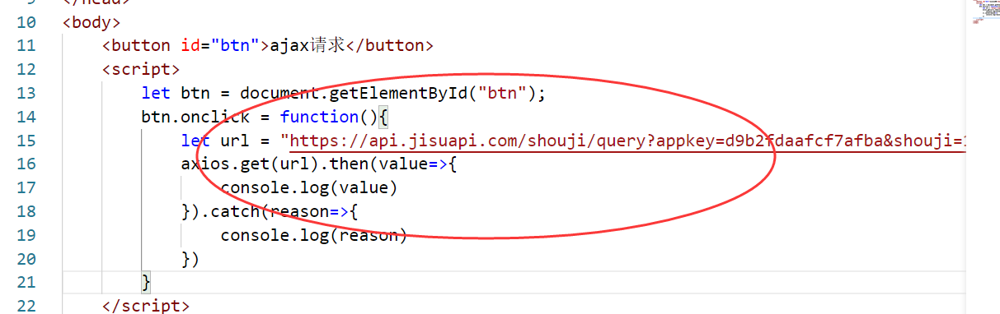 9 </head>
10 <body>
11 <button id="btn">ajax请求</button>
12 <script>
13 let btn = document.getElementById("btn");
14 btn.onclick = function(){
15 let url = "https://api.jisuapi.com/shouji/query?appkey=d9b2fdaafcf7afba&shouji=1
16 axios.get(url).then(value=>{
17 console.log(value)
18 }).catch(reason=>{
19 console.log(reason)
20 })
21 }
22 </script>